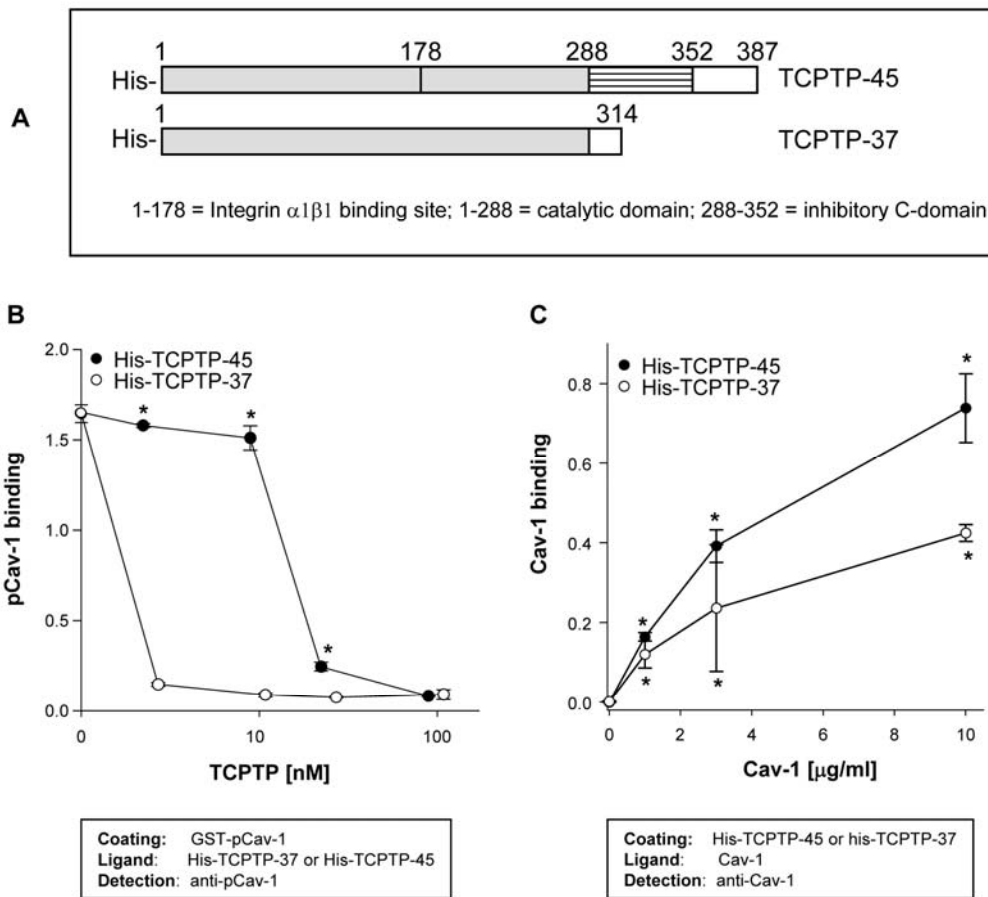 A
1 178 288 352 387
His- TCPTP-45
1 314
His- TCPTP-37
1-178 = Integrin α1β1 binding site; 1-288 = catalytic domain; 288-352 = inhibitory C-domain
B
His-TCPTP-45
His-TCPTP-37
pCav-1 binding
2.0
1.5
1.0
0.5
0.0
* * *
0 10 100
TCPTP [nM]
Coating: GST-pCav-1
Ligand: His-TCPTP-37 or His-TCPTP-45
Detection: anti-pCav-1
C
His-TCPTP-45
His-TCPTP-37
Cav-1 binding
0.8
0.6
0.4
0.2
0.0
* * *
* * *
0 2 4 6 8 10
Cav-1 [µg/ml]
Coating: His-TCPTP-45 or his-TCPTP-37
Ligand: Cav-1
Detection: anti-Cav-1